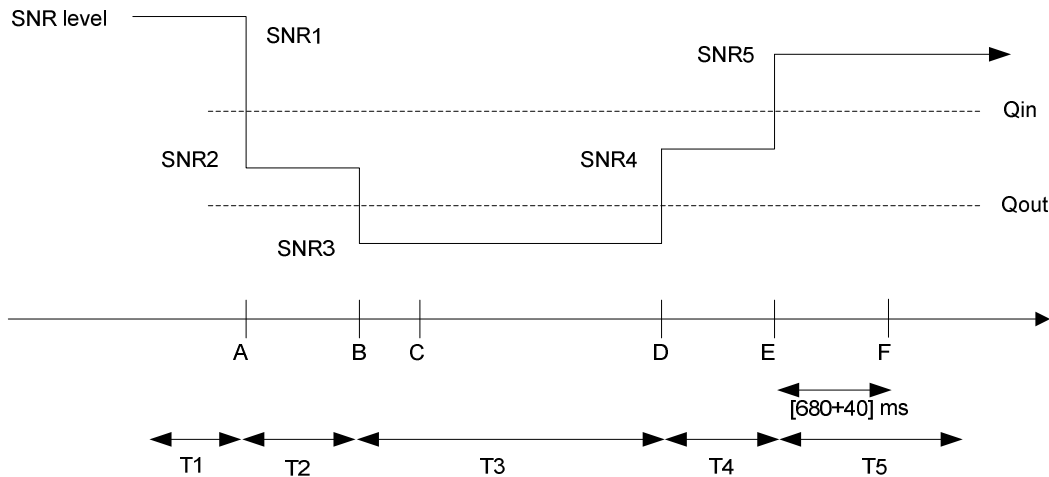 SNR level
SNR1
SNR5
Qin
SNR2
SNR4
Qout
SNR3
A
B
C
D
E
F
[680+40] ms
T1
T2
T3
T4
T5